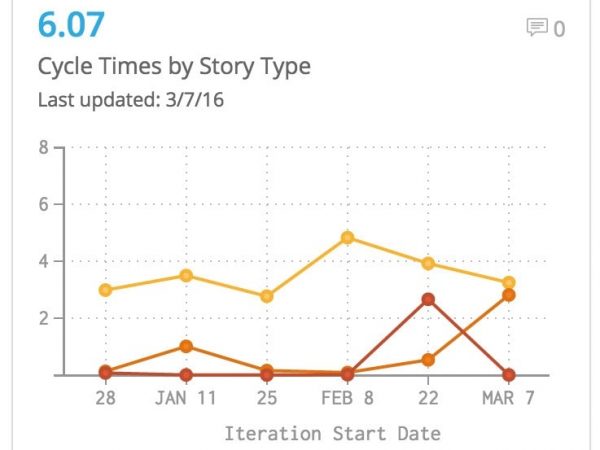 6.07
0
Cycle Times by Story Type
Last updated: 3/7/16
8
6
4
2
28 JAN 11 25 FEB 8 22 MAR 7
Iteration Start Date